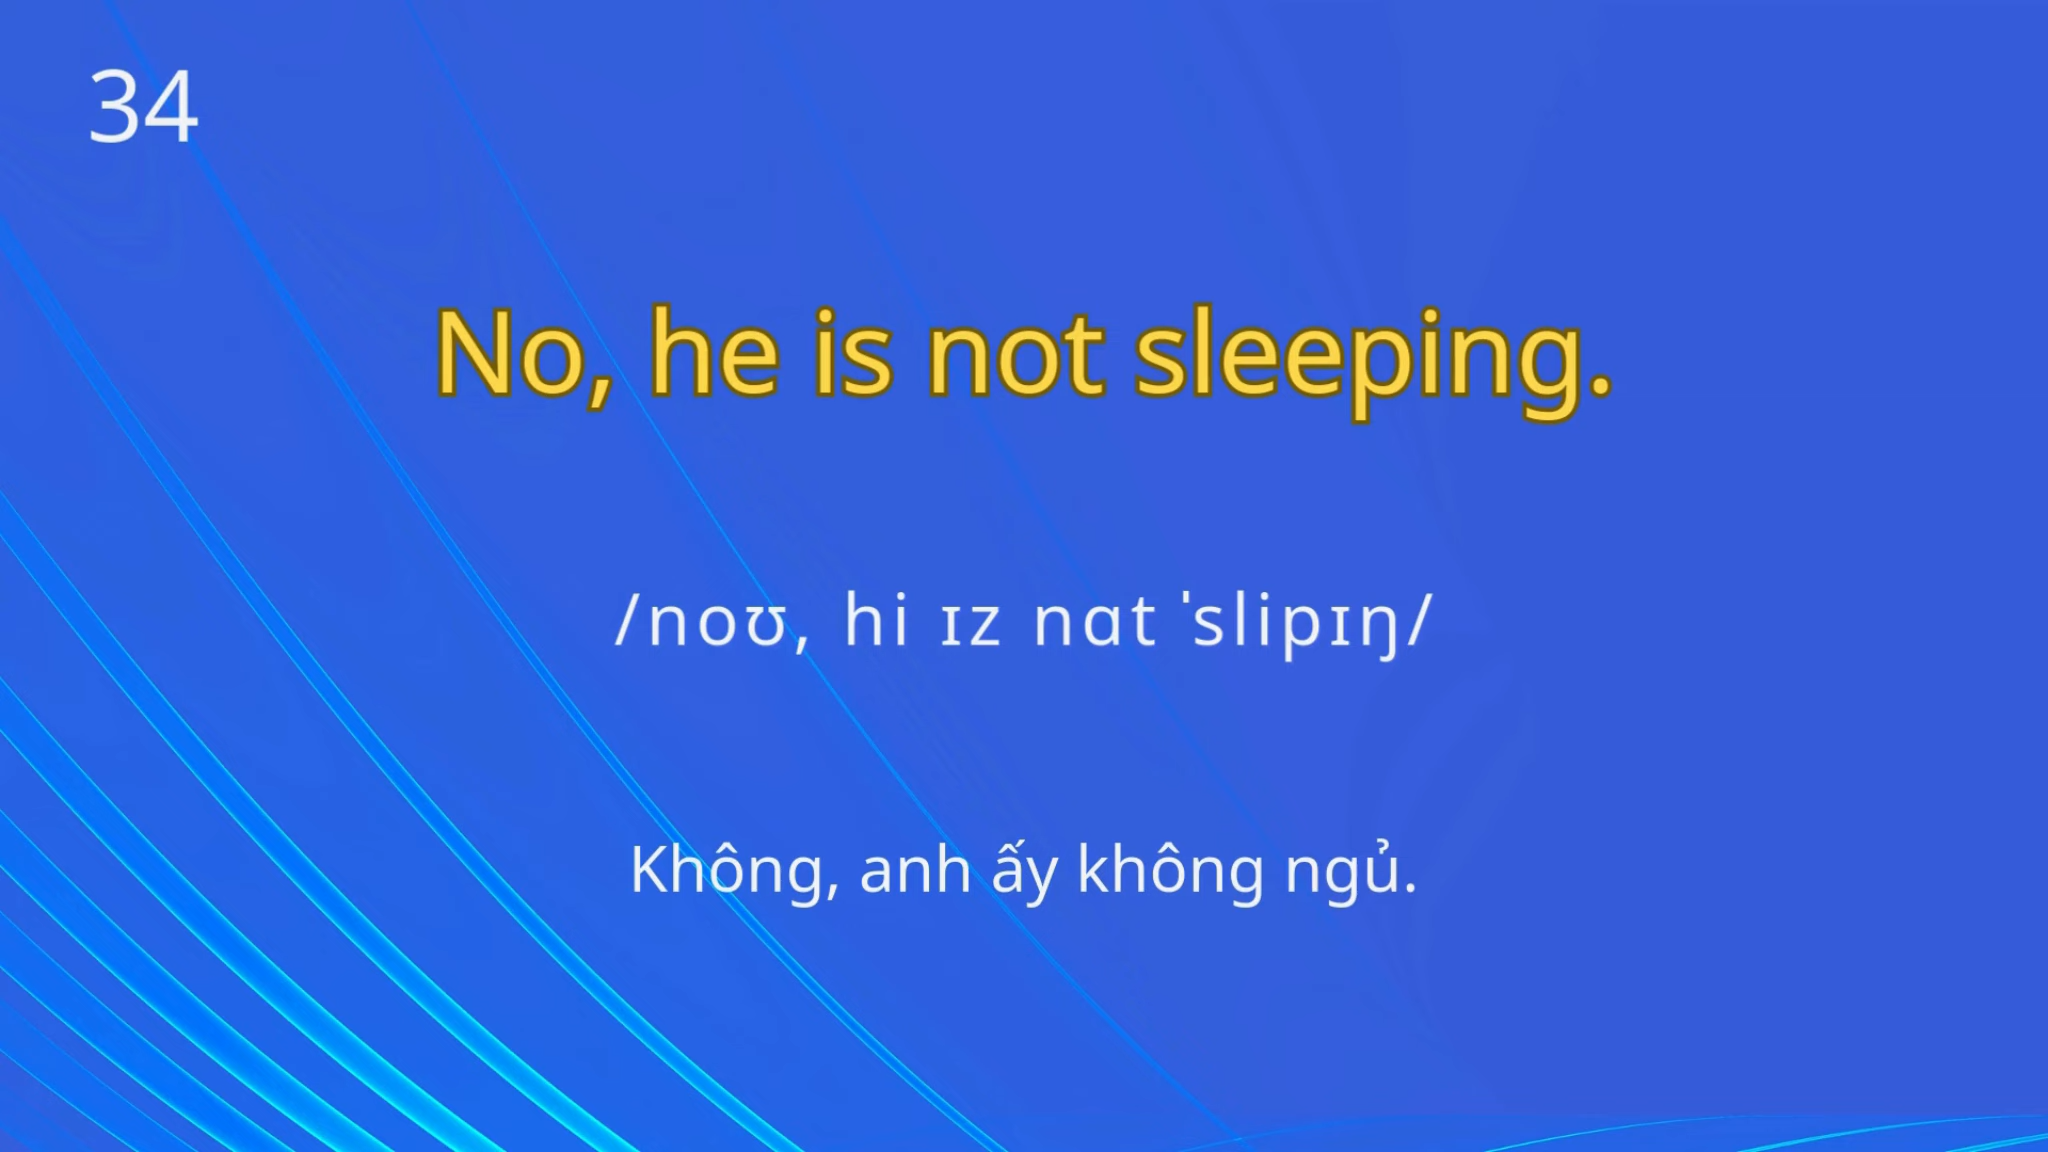 34
No, he is not sleeping.
/noʊ, hi ɪz nɑt ˈslipɪŋ/
Không, anh ấy không ngủ.